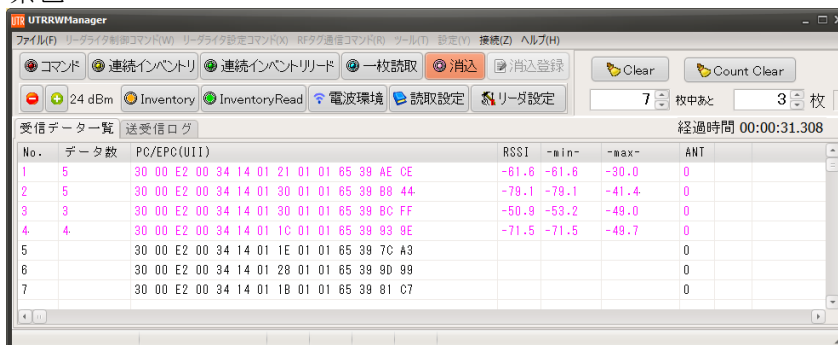 UTR UTRRWManager
ファイル(F) リーダライタ制御コマンド(W) リーダライタ設定コマンド(X) RFタグ通信コマンド(R) ツール(T) 設定(Y) 接続(Z) ヘルプ(H)
コマンド 連続インベントリ 連続インベントリリード 一枚読取 消込 消込登録 Clear Count Clear
24 dBm Inventory InventoryRead 電波環境 読取設定 リーダ設定 7 枚中あと 3 枚
受信データ一覧 送受信ログ 経過時間 00:00:31.308
No. データ数 PC/EPC(UII) RSSI -min- -max- ANT
1 5 30 00 E2 00 34 14 01 21 01 01 65 39 AE CE -61.6 -61.6 -30.0 0
2 5 30 00 E2 00 34 14 01 30 01 01 65 39 B8 44 -79.1 -79.1 -41.4 0
3 3 30 00 E2 00 34 14 01 30 01 01 65 39 BC FF -50.9 -53.2 -49.0 0
4 4 30 00 E2 00 34 14 01 1C 01 01 65 39 93 9E -71.5 -71.5 -49.7 0
5 30 00 E2 00 34 14 01 1E 01 01 65 39 7C A3 0
6 30 00 E2 00 34 14 01 28 01 01 65 39 9D 99 0
7 30 00 E2 00 34 14 01 1B 01 01 65 39 81 C7 0